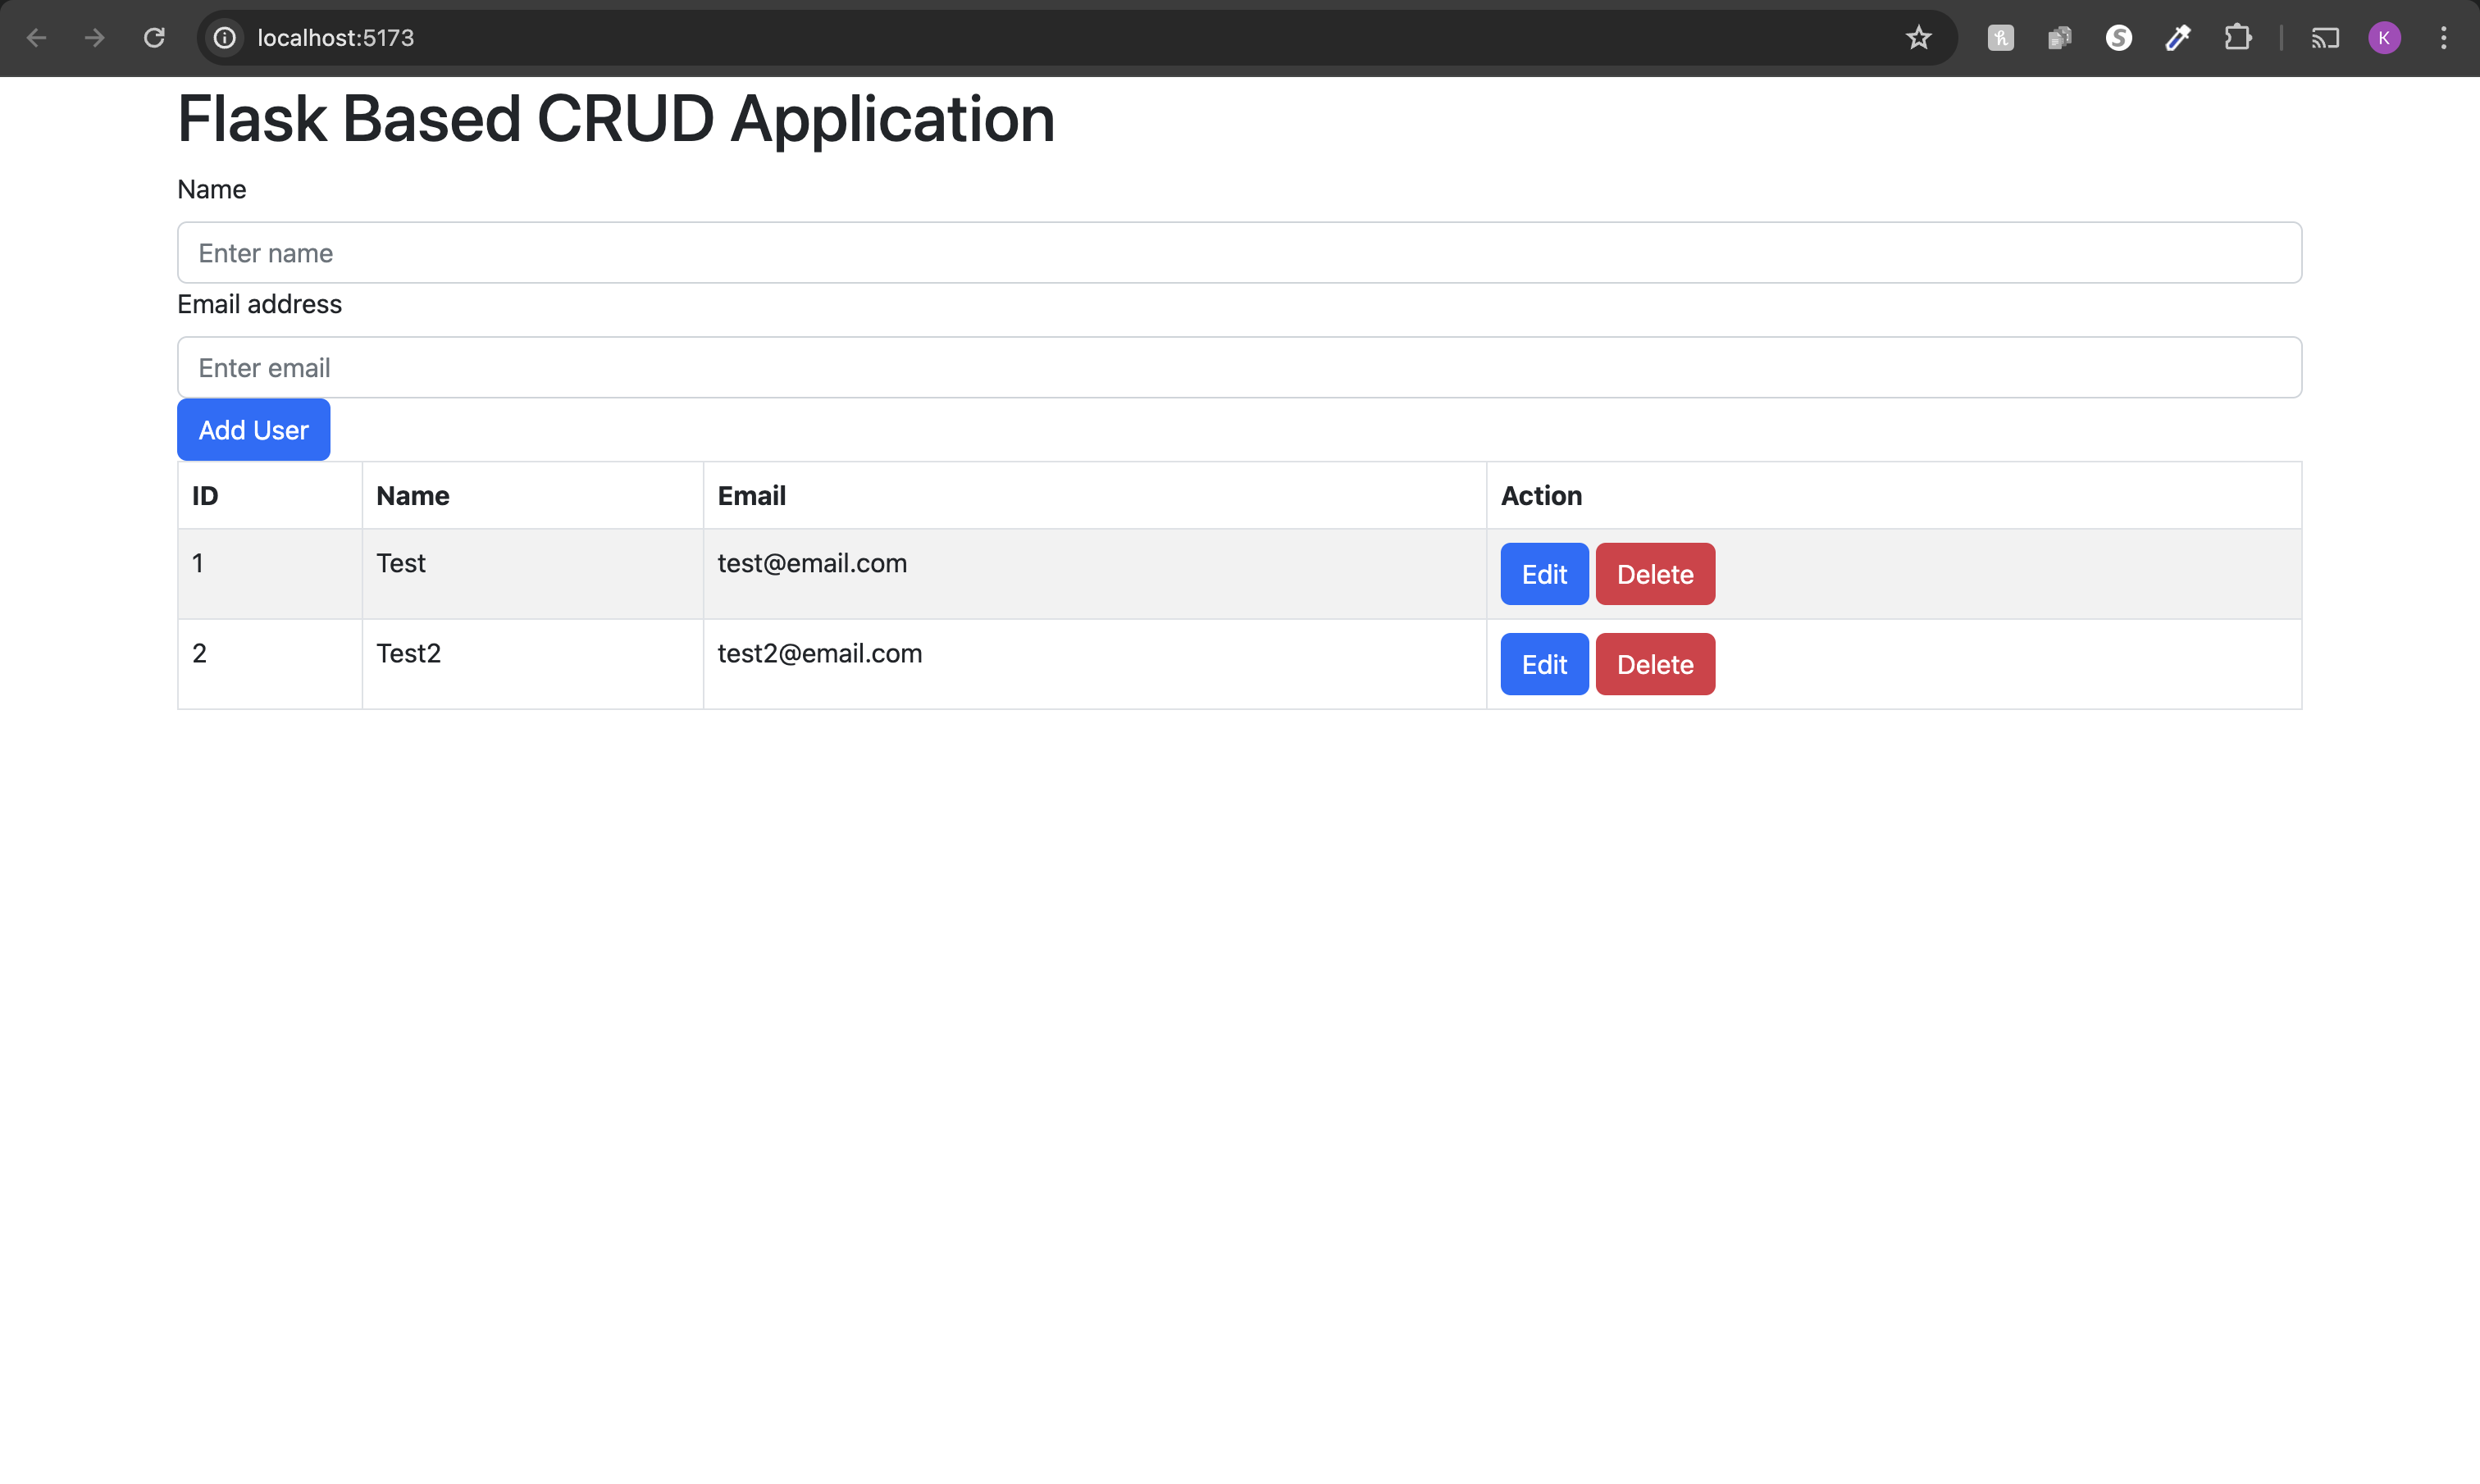 localhost:5173
K
Flask Based CRUD Application
Name
Enter name
Email address
Enter email
Add User
ID Name Email Action
1 Test test@email.com Edit Delete
2 Test2 test2@email.com Edit Delete